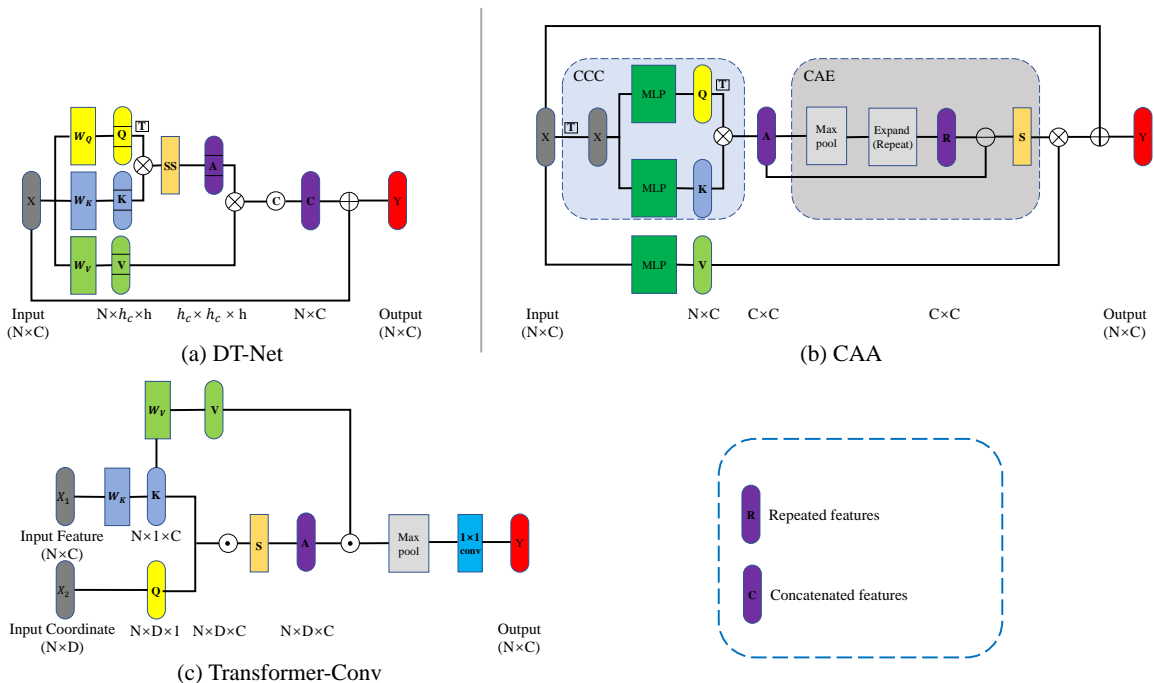 W_Q
Q
T
X
W_K
K
SS
A
C
C
Y
W_V
V
Input
(N×C)
N×h_c×h
h_c× h_c × h
N×C
Output
(N×C)
(a) DT-Net
CCC
CAE
MLP
Q
T
X
T
X
A
Max
pool
Expand
(Repeat)
R
S
Y
MLP
K
MLP
V
Input
(N×C)
N×C
C×C
C×C
Output
(N×C)
(b) CAA
W_V
V
X_1
W_K
K
Input Feature
(N×C)
N×1×C
S
A
Max
pool
1×1
conv
Y
X_2
Q
Input Coordinate
(N×D)
N×D×1
N×D×C
N×D×C
Output
(N×C)
(c) Transformer-Conv
R
Repeated features
C
Concatenated features